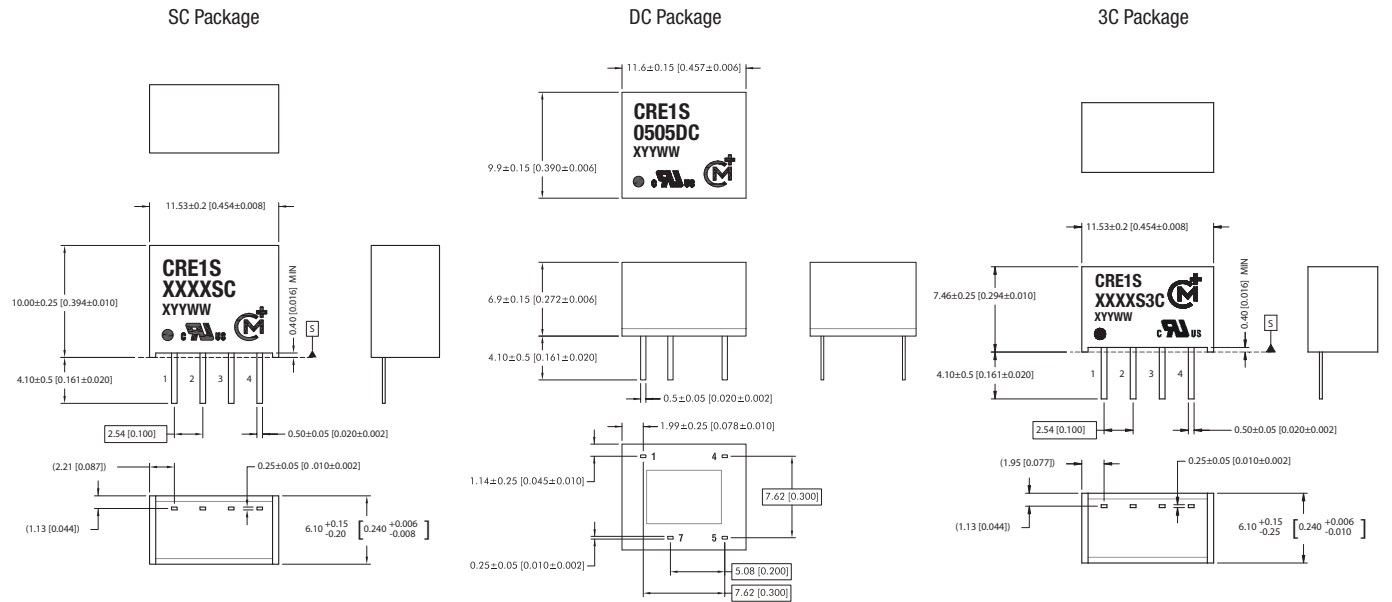 SC Package
11.53±0.2 [0.454±0.008]
CRE1S
XXXXSC
XYYWW
C US
CM+
10.00±0.25 [0.394±0.010]
0.40 [0.016] MIN
S
4.10±0.5 [0.161±0.020]
1 2 3 4
2.54 [0.100]
0.50±0.05 [0.020±0.002]
(2.21 [0.087])
0.25±0.05 [0 .010±0.002]
(1.13 [0.044])
6.10 +0.15 -0.20 [0.240 +0.006 -0.008]
DC Package
11.6±0.15 [0.457±0.006]
CRE1S
0505DC
XYYWW
C US
CM+
9.9±0.15 [0.390±0.006]
6.9±0.15 [0.272±0.006]
4.10±0.5 [0.161±0.020]
0.5±0.05 [0.020±0.002]
1.99±0.25 [0.078±0.010]
1 4
1.14±0.25 [0.045±0.010]
7.62 [0.300]
7 5
0.25±0.05 [0.010±0.002]
5.08 [0.200]
7.62 [0.300]
3C Package
11.53±0.2 [0.454±0.008]
CRE1S
XXXXS3C
XYYWW
C US
CM+
7.46±0.25 [0.294±0.010]
0.40 [0.016] MIN
S
4.10±0.5 [0.161±0.020]
1 2 3 4
2.54 [0.100]
0.50±0.05 [0.020±0.002]
(1.95 [0.077])
0.25±0.05 [0.010±0.002]
(1.13 [0.044])
6.10 +0.15 -0.25 [0.240 +0.006 -0.010]